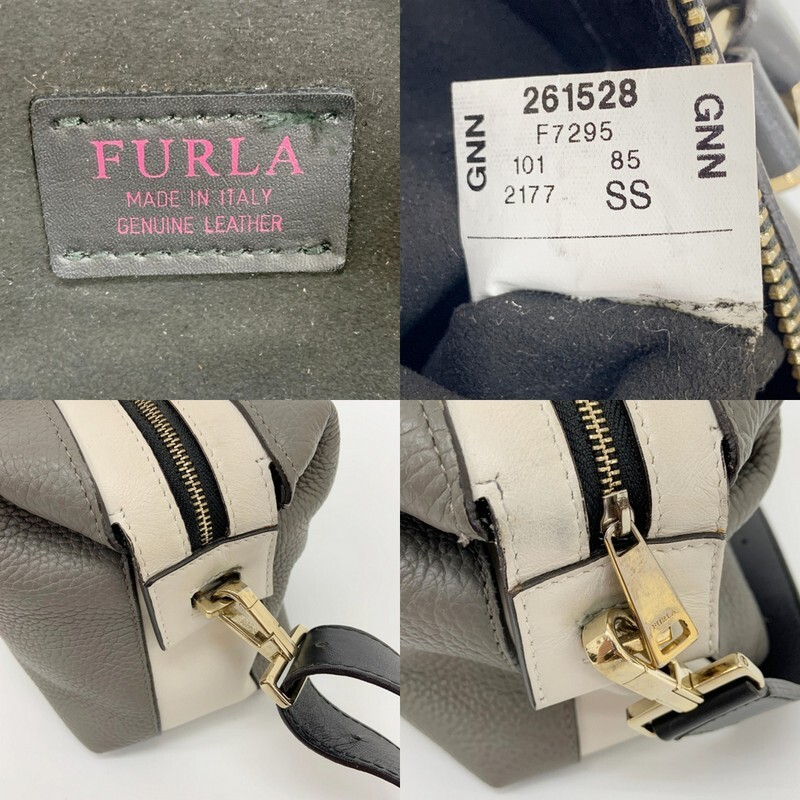 FURLA
MADE IN ITALY
GENUINE LEATHER
GNN
261528
F7295
101 85
2177 SS
GNN
FURLA